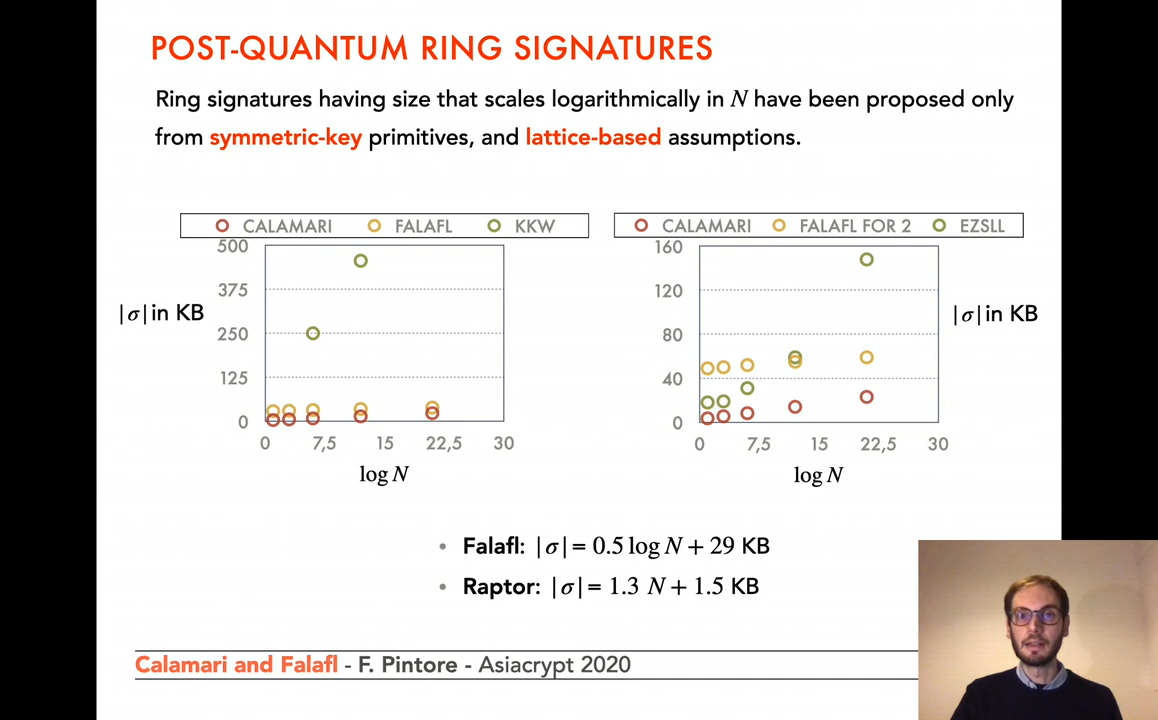 POST-QUANTUM RING SIGNATURES
Ring signatures having size that scales logarithmically in N have been proposed only
from symmetric-key primitives, and lattice-based assumptions.
CALAMARI FALAFL KKW
500
375
250
125
0
|σ| in KB
0 7,5 15 22,5 30
log N
CALAMARI FALAFL FOR 2 EZSLL
160
120
80
40
0
|σ| in KB
0 7,5 15 22,5 30
log N
• Falafl: |σ| = 0.5 log N + 29 KB
• Raptor: |σ| = 1.3 N + 1.5 KB
Calamari and Falafl - F. Pintore - Asiacrypt 2020